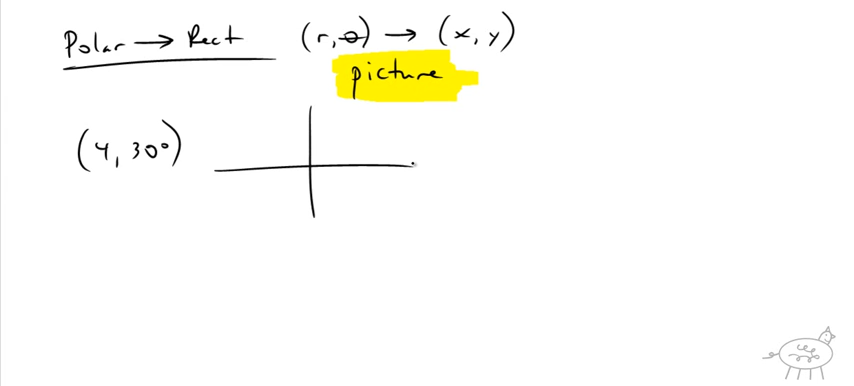 Polar → Rect (r, θ) → (x, y)
picture
(4, 30°)